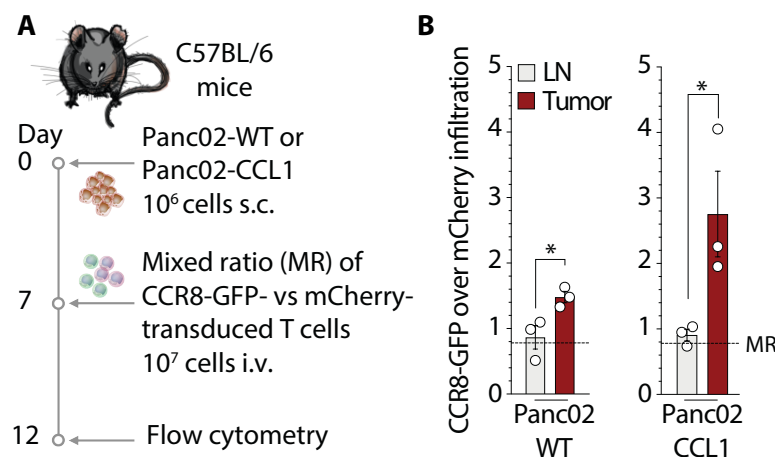 A
C57BL/6
mice
Day
0
Panc02-WT or
Panc02-CCL1
10⁶ cells s.c.
7
Mixed ratio (MR) of
CCR8-GFP- vs mCherry-
transduced T cells
10⁷ cells i.v.
12
Flow cytometry
B
CCR8-GFP over mCherry infiltration
5
4
3
2
1
0
LN
Tumor
*
Panc02
WT
5
4
3
2
1
0
*
MR
Panc02
CCL1